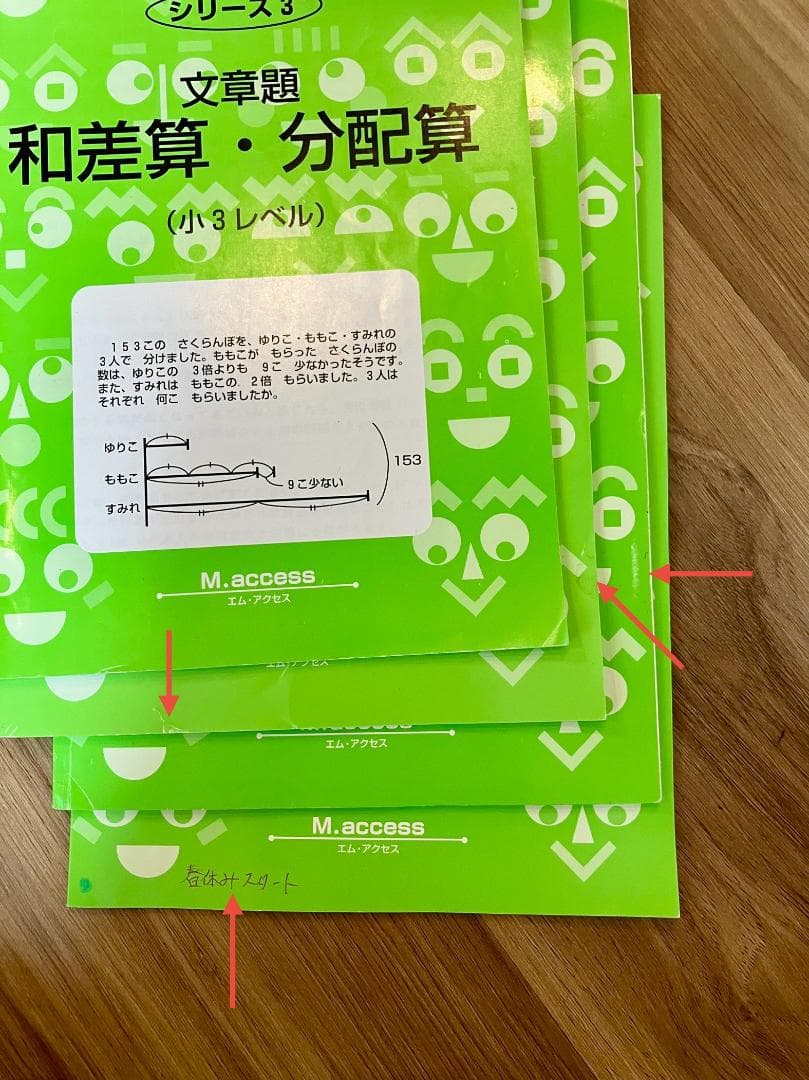 シリーズ3
文章題
和差算・分配算
(小3レベル)
153この さくらんぼを、ゆりこ・ももこ・すみれの
3人で 分けました。ももこが もらった さくらんぼの
数は、ゆりこの 3倍よりも 9こ 少なかったそうです。
また、すみれは ももこの 2倍 もらいました。3人は
それぞれ 何こ もらいましたか。
ゆりこ
ももこ
9こ少ない
153
すみれ
M.access
エム・アクセス
エム・アクセス
M.access
エム・アクセス
M.access
エム・アクセス
春休みスタート